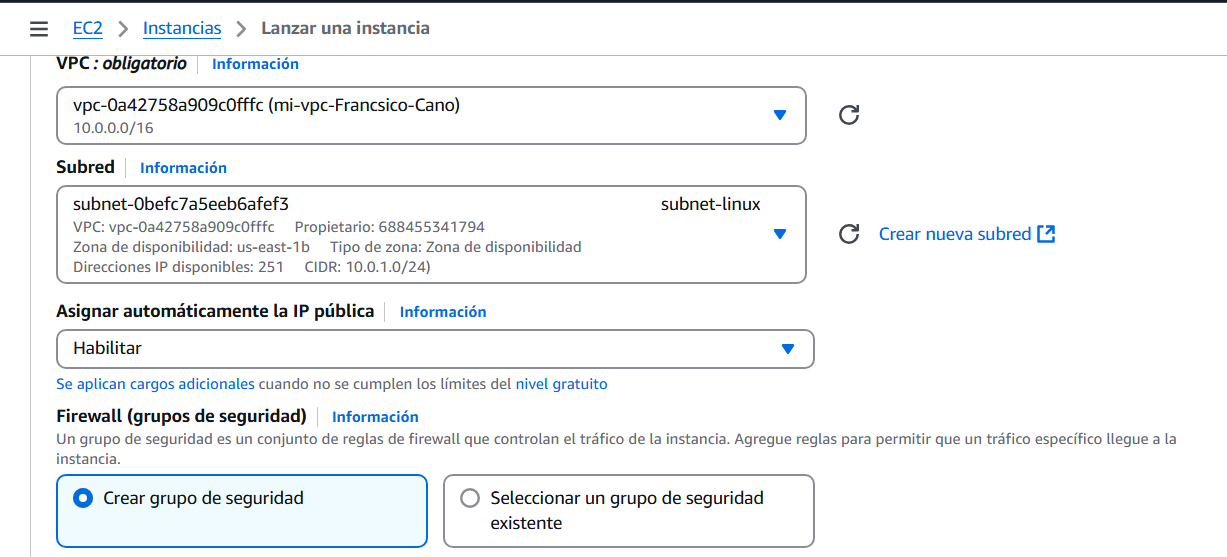 EC2 > Instancias > Lanzar una instancia
VPC : obligatorio Información
vpc-0a42758a909c0fffc (mi-vpc-Francsico-Cano)
10.0.0.0/16
Subred Información
subnet-0befc7a5eeb6afef3 subnet-linux
VPC: vpc-0a42758a909c0fffc Propietario: 688455341794
Zona de disponibilidad: us-east-1b Tipo de zona: Zona de disponibilidad
Direcciones IP disponibles: 251 CIDR: 10.0.1.0/24)
Crear nueva subred
Asignar automáticamente la IP pública Información
Habilitar
Se aplican cargos adicionales cuando no se cumplen los límites del nivel gratuito
Firewall (grupos de seguridad) Información
Un grupo de seguridad es un conjunto de reglas de firewall que controlan el tráfico de la instancia. Agregue reglas para permitir que un tráfico específico llegue a la
instancia.
Crear grupo de seguridad
Seleccionar un grupo de seguridad
existente